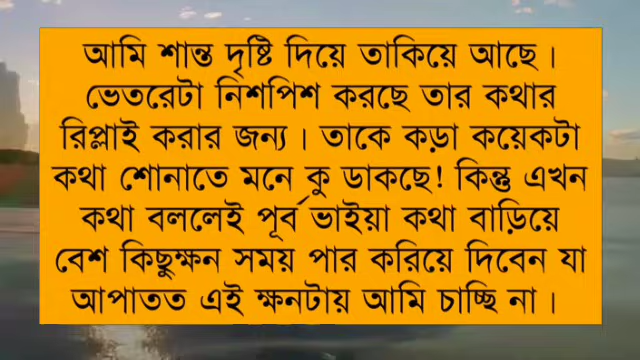 আমি শান্ত দৃষ্টি দিয়ে তাকিয়ে আছে।
ভেতরেটা নিশপিশ করছে তার কথার
রিপ্লাই করার জন্য। তাকে কড়া কয়েকটা
কথা শোনাতে মনে কু ডাকছে! কিন্তু এখন
কথা বললেই পূর্ব ভাইয়া কথা বাড়িয়ে
বেশ কিছুক্ষন সময় পার করিয়ে দিবেন যা
আপাতত এই ক্ষনটায় আমি চাচ্ছি না।